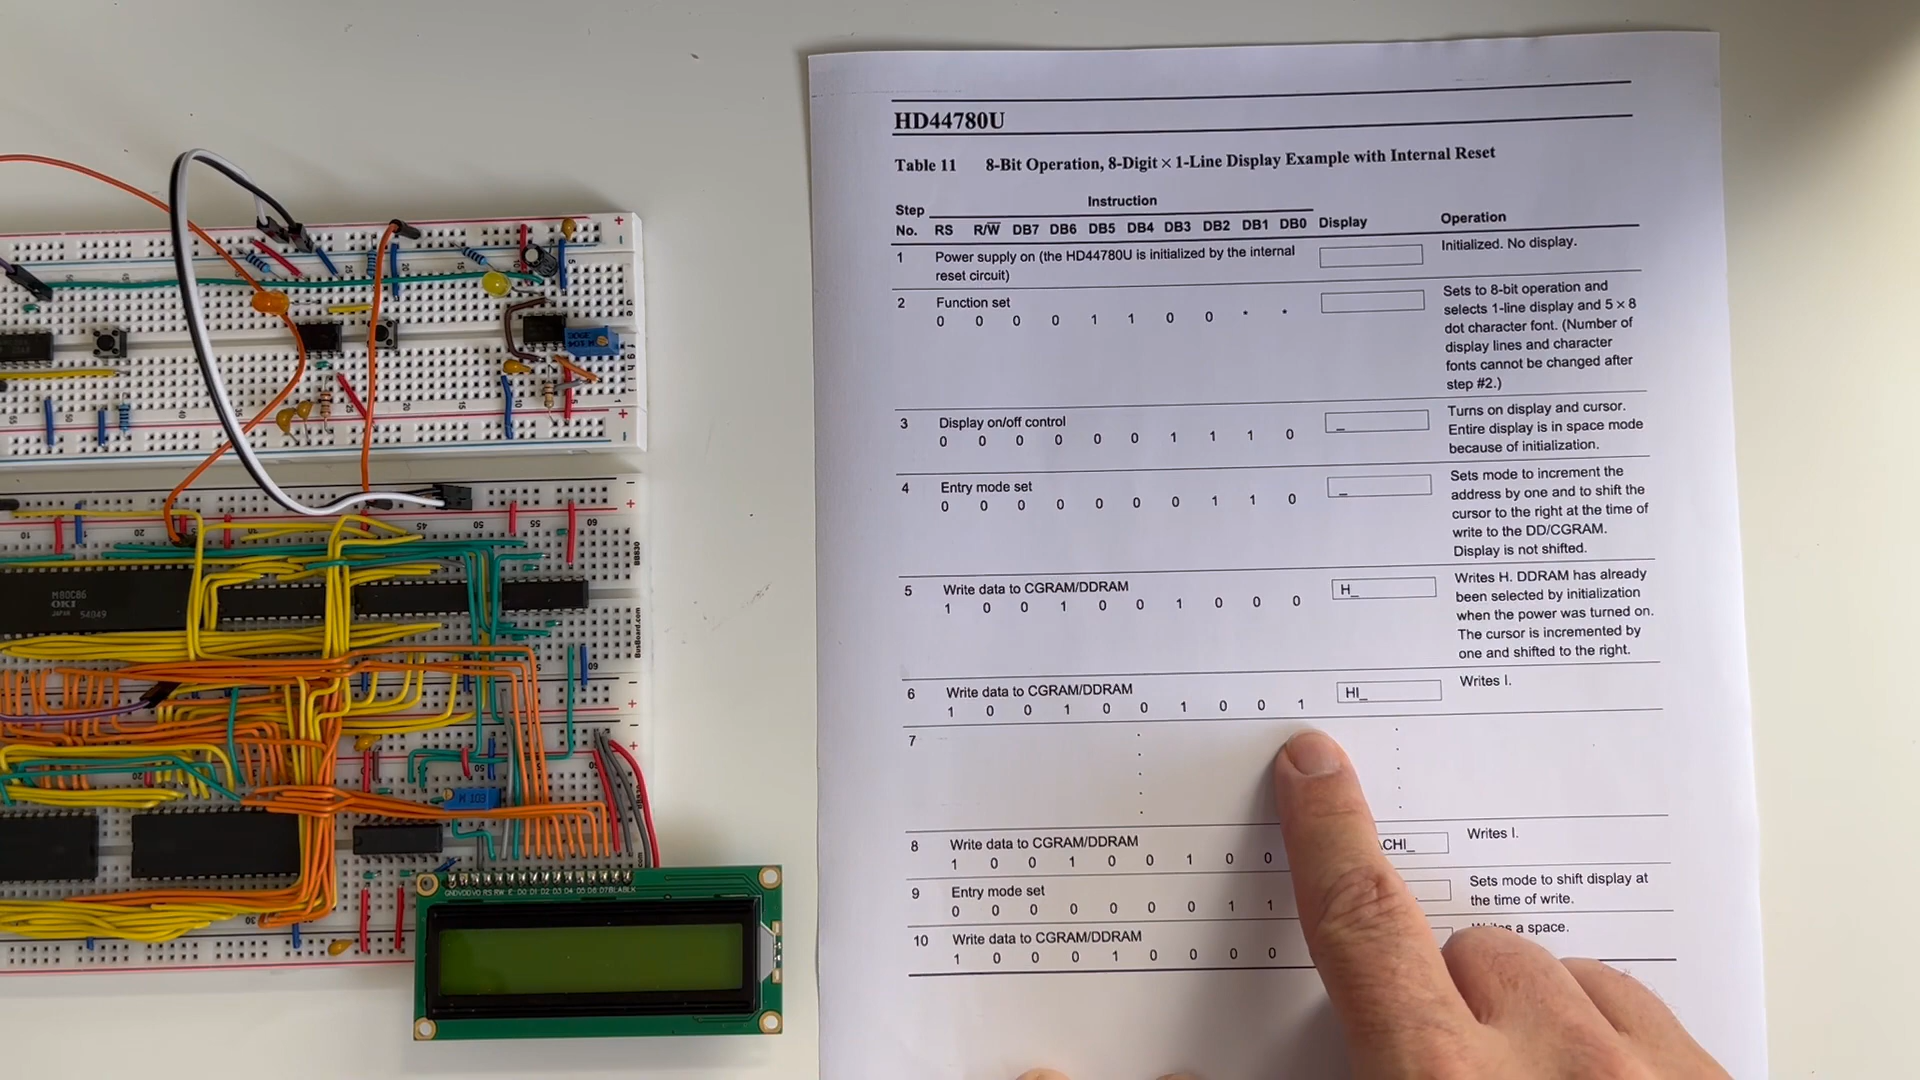 HD44780U
Table 11 8-Bit Operation, 8-Digit × 1-Line Display Example with Internal Reset
Step No. Instruction Display Operation
RS R/W̅ DB7 DB6 DB5 DB4 DB3 DB2 DB1 DB0
1 Power supply on (the HD44780U is initialized by the internal
reset circuit)
Initialized. No display.
2 Function set
0 0 0 0 1 1 0 0 * *
Sets to 8-bit operation and
selects 1-line display and 5 × 8
dot character font. (Number of
display lines and character
fonts cannot be changed after
step #2.)
3 Display on/off control
0 0 0 0 0 0 1 1 1 0
_
Turns on display and cursor.
Entire display is in space mode
because of initialization.
4 Entry mode set
0 0 0 0 0 0 0 1 1 0
_
Sets mode to increment the
address by one and to shift the
cursor to the right at the time of
write to the DD/CGRAM.
Display is not shifted.
5 Write data to CGRAM/DDRAM
1 0 0 1 0 0 1 0 0 0
H_
Writes H. DDRAM has already
been selected by initialization
when the power was turned on.
The cursor is incremented by
one and shifted to the right.
6 Write data to CGRAM/DDRAM
1 0 0 1 0 0 1 0 0 1
HI_
Writes I.
7
8 Write data to CGRAM/DDRAM
1 0 0 1 0 0 1 0 0
CHI_
Writes I.
9 Entry mode set
0 0 0 0 0 0 0 1 1
Sets mode to shift display at
the time of write.
10 Write data to CGRAM/DDRAM
1 0 0 0 1 0 0 0 0
a space.
M80C86
OKI
JAPAN 54049
BB830
BusBoard.com